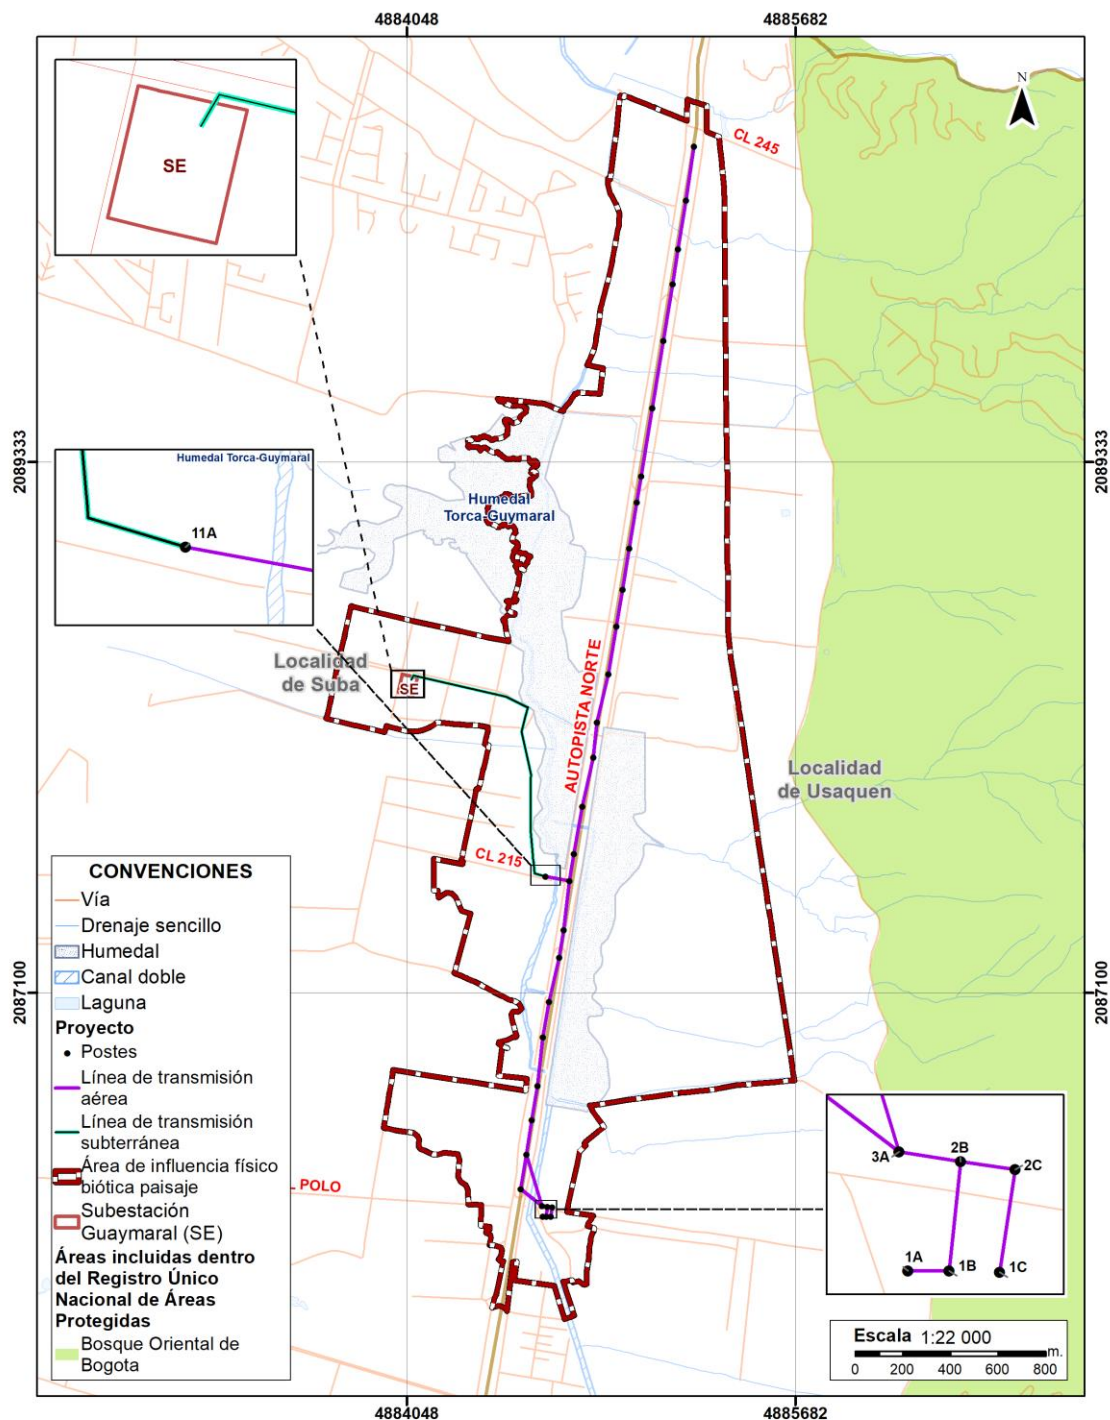 4884048
4885682
N
SE
CL 245
2089333
2089333
Humedal Torca-Guymaral
11A
Humedal
Torca-Guymaral
Localidad
de Suba
SE
AUTOPISTA NORTE
Localidad
de Usaquen
CL 215
2087100
2087100
CONVENCIONES
Vía
Drenaje sencillo
Humedal
Canal doble
Laguna
Proyecto
Postes
Línea de transmisión
aérea
Línea de transmisión
subterránea
Área de influencia físico
biótica paisaje
Subestación
Guaymaral (SE)
Áreas incluidas dentro
del Registro Único
Nacional de Áreas
Protegidas
Bosque Oriental de
Bogota
POLO
3A
2B
2C
1A
1B
1C
Escala 1:22 000
0 200 400 600 800 m.
4884048
4885682